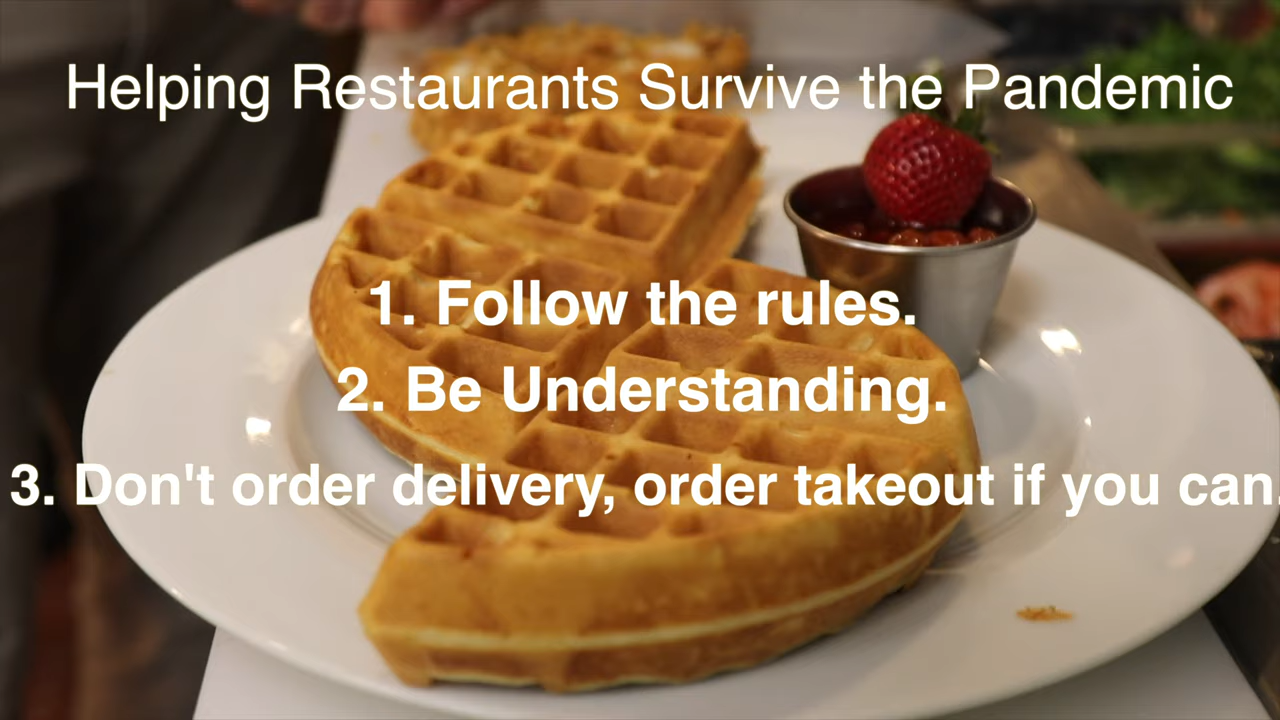 Helping Restaurants Survive the Pandemic
1. Follow the rules.
2. Be Understanding.
3. Don't order delivery, order takeout if you can.